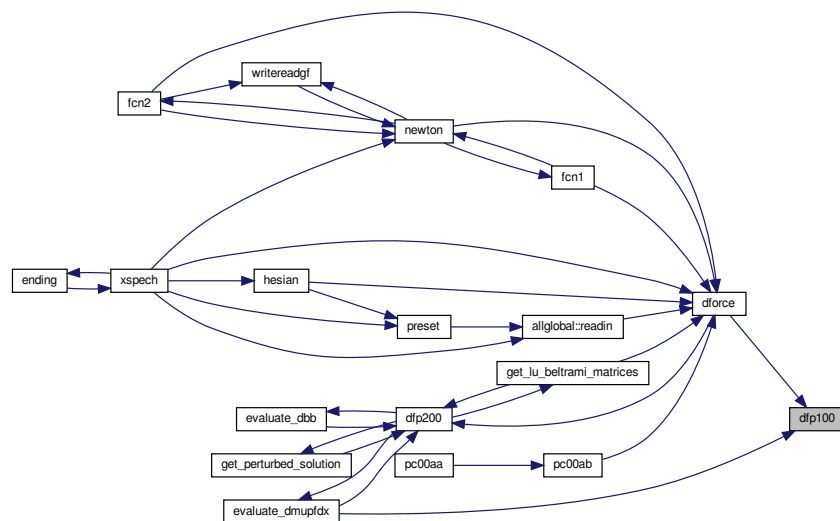 writereadgf
fcn2
newton
fcn1
ending
xspech
hesian
dforce
preset
allglobal::readin
get_lu_beltrami_matrices
evaluate_dbb
dfp200
dfp100
get_perturbed_solution
pc00aa
pc00ab
evaluate_dmupfdx